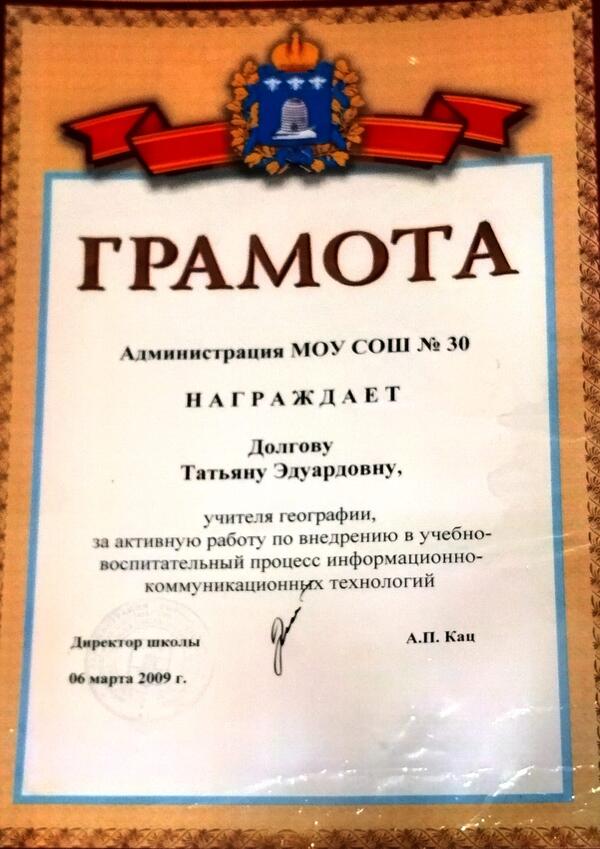 ГРАМОТА
Администрация МОУ СОШ № 30
НАГРАЖДАЕТ
Долгову
Татьяну Эдуардовну,
учителя географии,
за активную работу по внедрению в учебно-
воспитательный процесс информационно-
коммуникационных технологий
Директор школы
А.П. Кац
06 марта 2009 г.